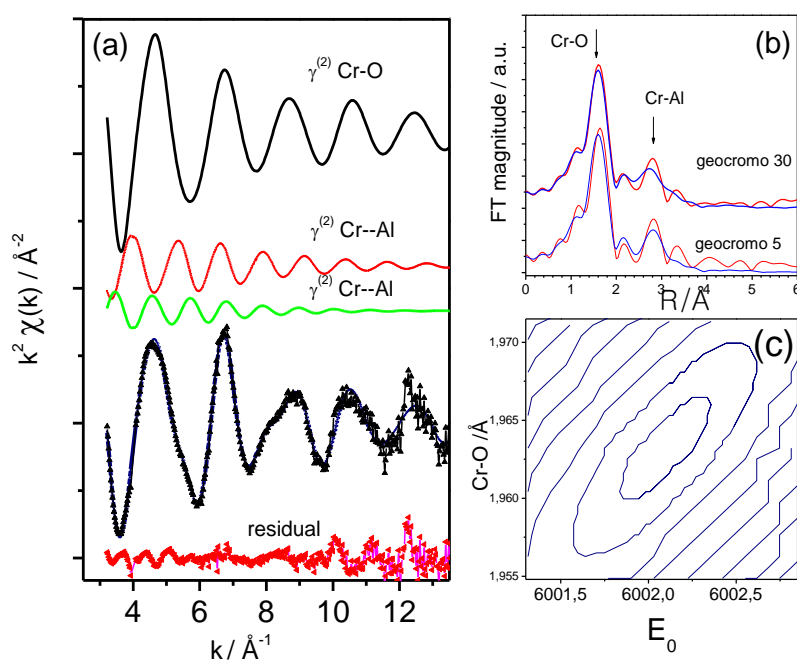 (a)
γ(2) Cr-O
γ(2) Cr--Al
γ(2) Cr--Al
residual
k² χ(k) / Å-2
4 6 8 10 12
k / Å-1
(b)
Cr-O
Cr-Al
geocromo 30
geocromo 5
FT magnitude / a.u.
0 1 2 3 4 5 6
R / Å
(c)
1,970
1,965
1,960
1,955
Cr-O /Å
6001,5 6002,0 6002,5
E0